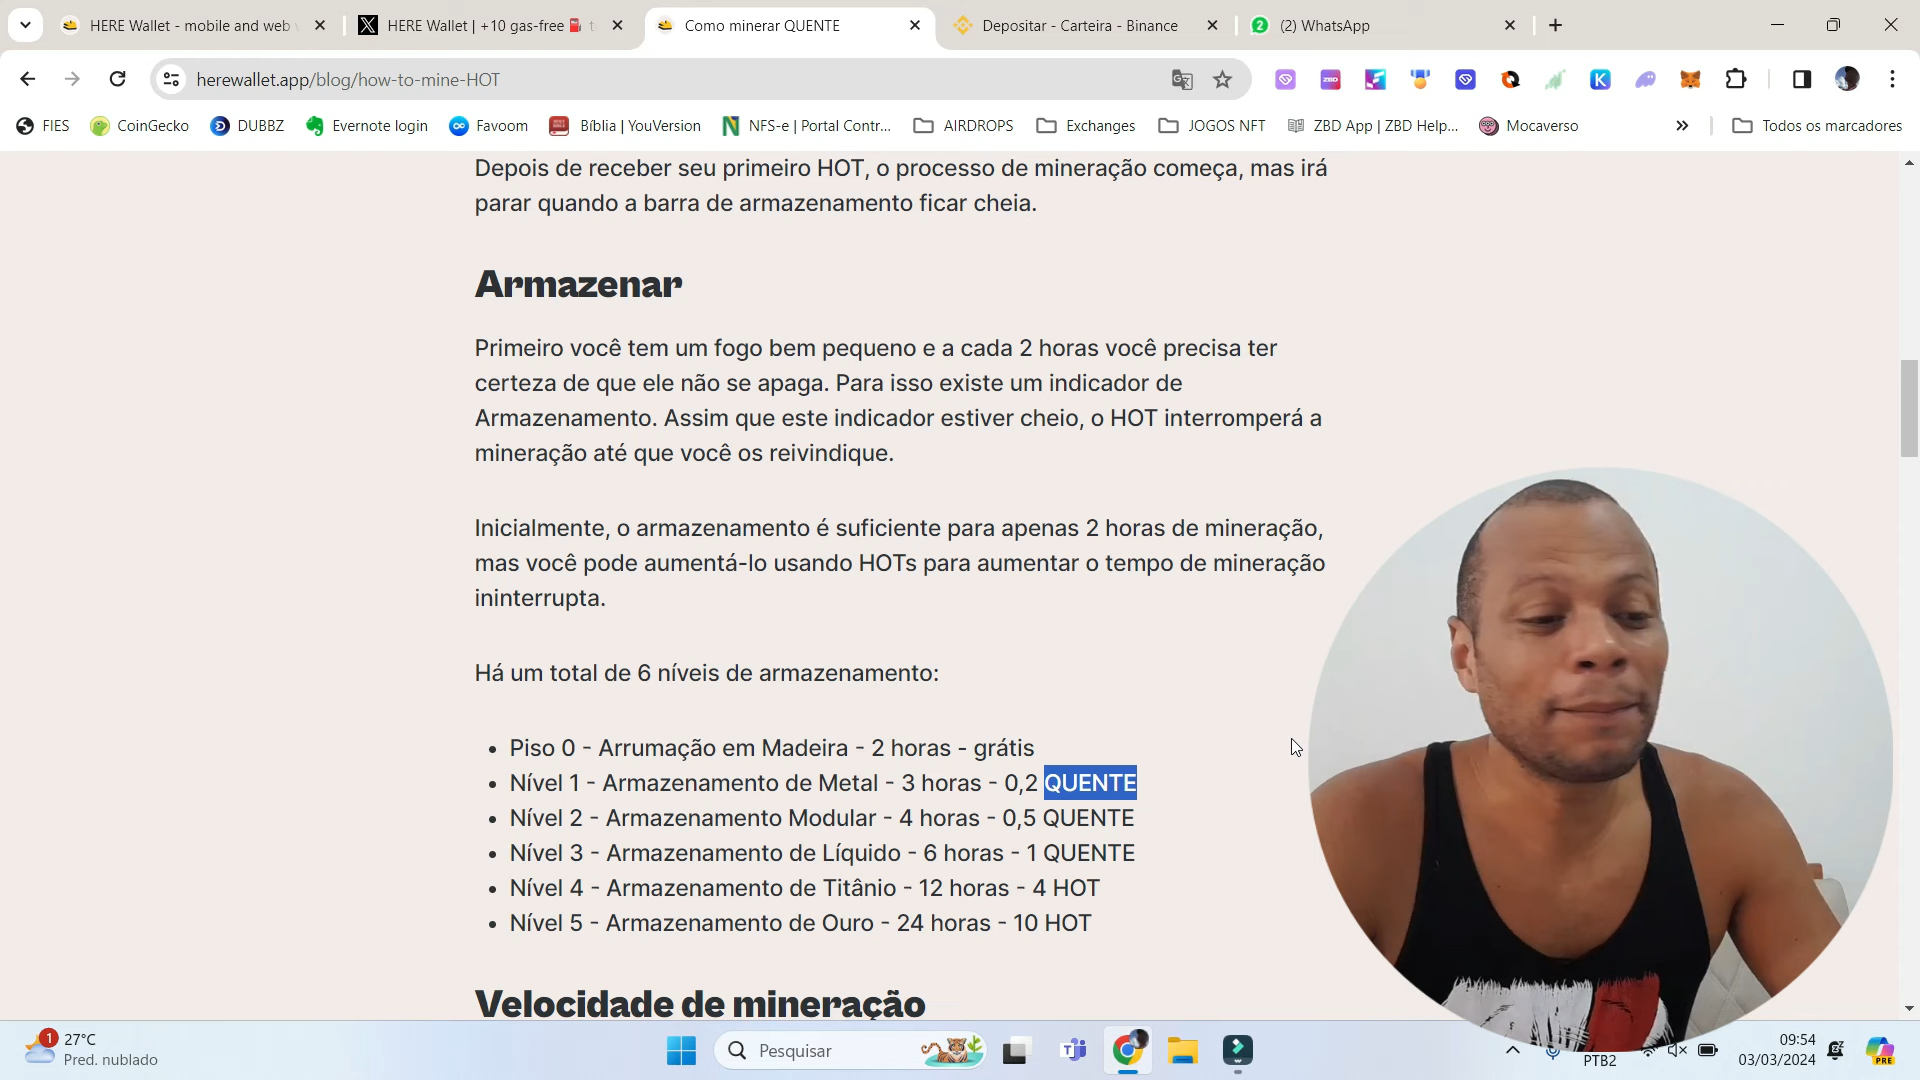 HERE Wallet - mobile and web
HERE Wallet | +10 gas-free
Como minerar QUENTE
Depositar - Carteira - Binance
(2) WhatsApp
herewallet.app/blog/how-to-mine-HOT
FIES
CoinGecko
DUBBZ
Evernote login
Favoom
Bíblia | YouVersion
NFS-e | Portal Contr...
AIRDROPS
Exchanges
JOGOS NFT
ZBD App | ZBD Help...
Mocaverso
Todos os marcadores
Depois de receber seu primeiro HOT, o processo de mineração começa, mas irá
parar quando a barra de armazenamento ficar cheia.
Armazenar
Primeiro você tem um fogo bem pequeno e a cada 2 horas você precisa ter
certeza de que ele não se apaga. Para isso existe um indicador de
Armazenamento. Assim que este indicador estiver cheio, o HOT interromperá a
mineração até que você os reivindique.
Inicialmente, o armazenamento é suficiente para apenas 2 horas de mineração,
mas você pode aumentá-lo usando HOTs para aumentar o tempo de mineração
ininterrupta.
Há um total de 6 níveis de armazenamento:
• Piso 0 - Arrumação em Madeira - 2 horas - grátis
• Nível 1 - Armazenamento de Metal - 3 horas - 0,2 QUENTE
• Nível 2 - Armazenamento Modular - 4 horas - 0,5 QUENTE
• Nível 3 - Armazenamento de Líquido - 6 horas - 1 QUENTE
• Nível 4 - Armazenamento de Titânio - 12 horas - 4 HOT
• Nível 5 - Armazenamento de Ouro - 24 horas - 10 HOT
Velocidade de mineração
1
27°C
Pred. nublado
Pesquisar
PTB2
09:54
03/03/2024
PRE